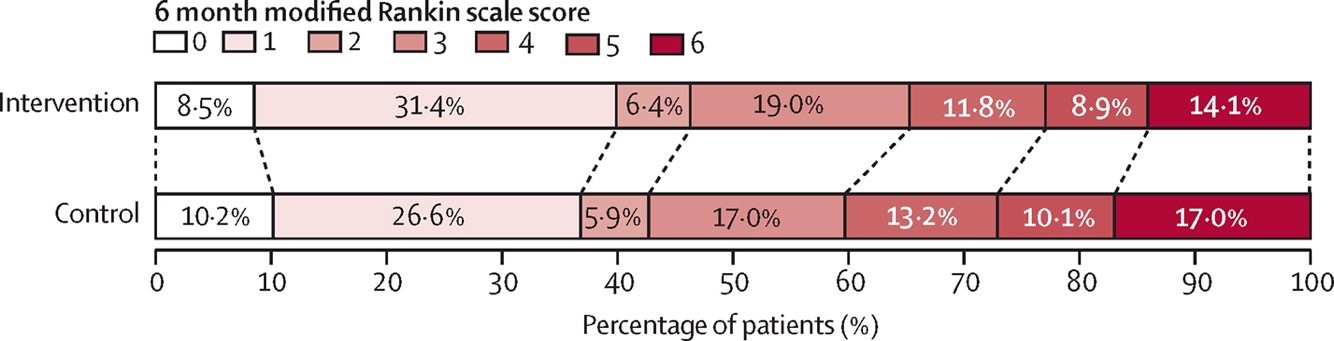 6 month modified Rankin scale score
0 1 2 3 4 5 6
Intervention 8·5% 31·4% 6·4% 19·0% 11·8% 8·9% 14·1%
Control 10·2% 26·6% 5·9% 17·0% 13·2% 10·1% 17·0%
0 10 20 30 40 50 60 70 80 90 100
Percentage of patients (%)